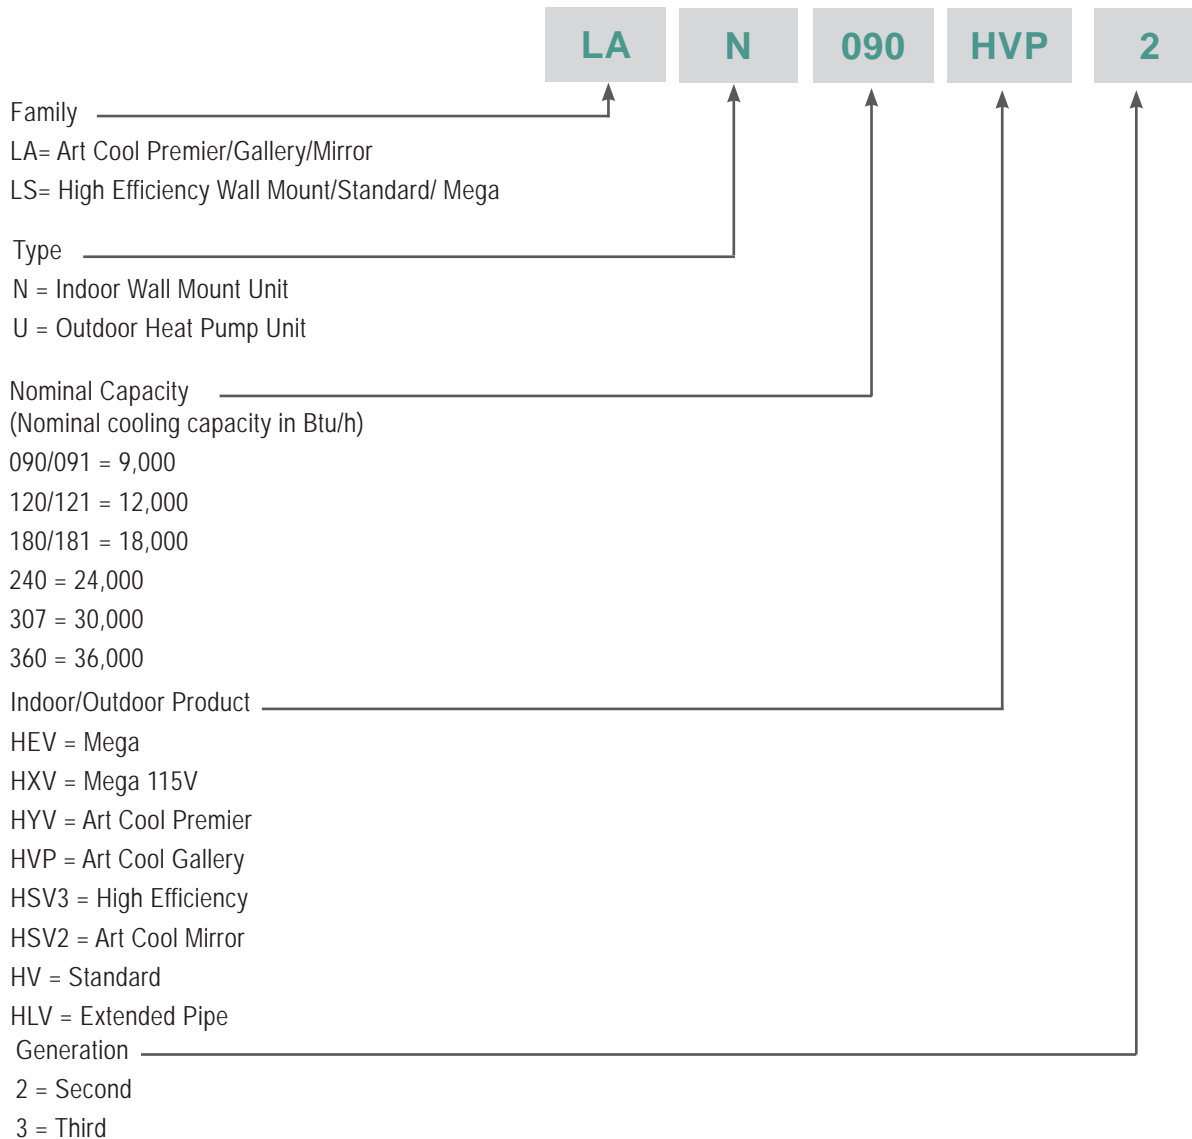 LA N 090 HVP 2
Family
LA= Art Cool Premier/Gallery/Mirror
LS= High Efficiency Wall Mount/Standard/ Mega
Type
N = Indoor Wall Mount Unit
U = Outdoor Heat Pump Unit
Nominal Capacity
(Nominal cooling capacity in Btu/h)
090/091 = 9,000
120/121 = 12,000
180/181 = 18,000
240 = 24,000
307 = 30,000
360 = 36,000
Indoor/Outdoor Product
HEV = Mega
HXV = Mega 115V
HYV = Art Cool Premier
HVP = Art Cool Gallery
HSV3 = High Efficiency
HSV2 = Art Cool Mirror
HV = Standard
HLV = Extended Pipe
Generation
2 = Second
3 = Third